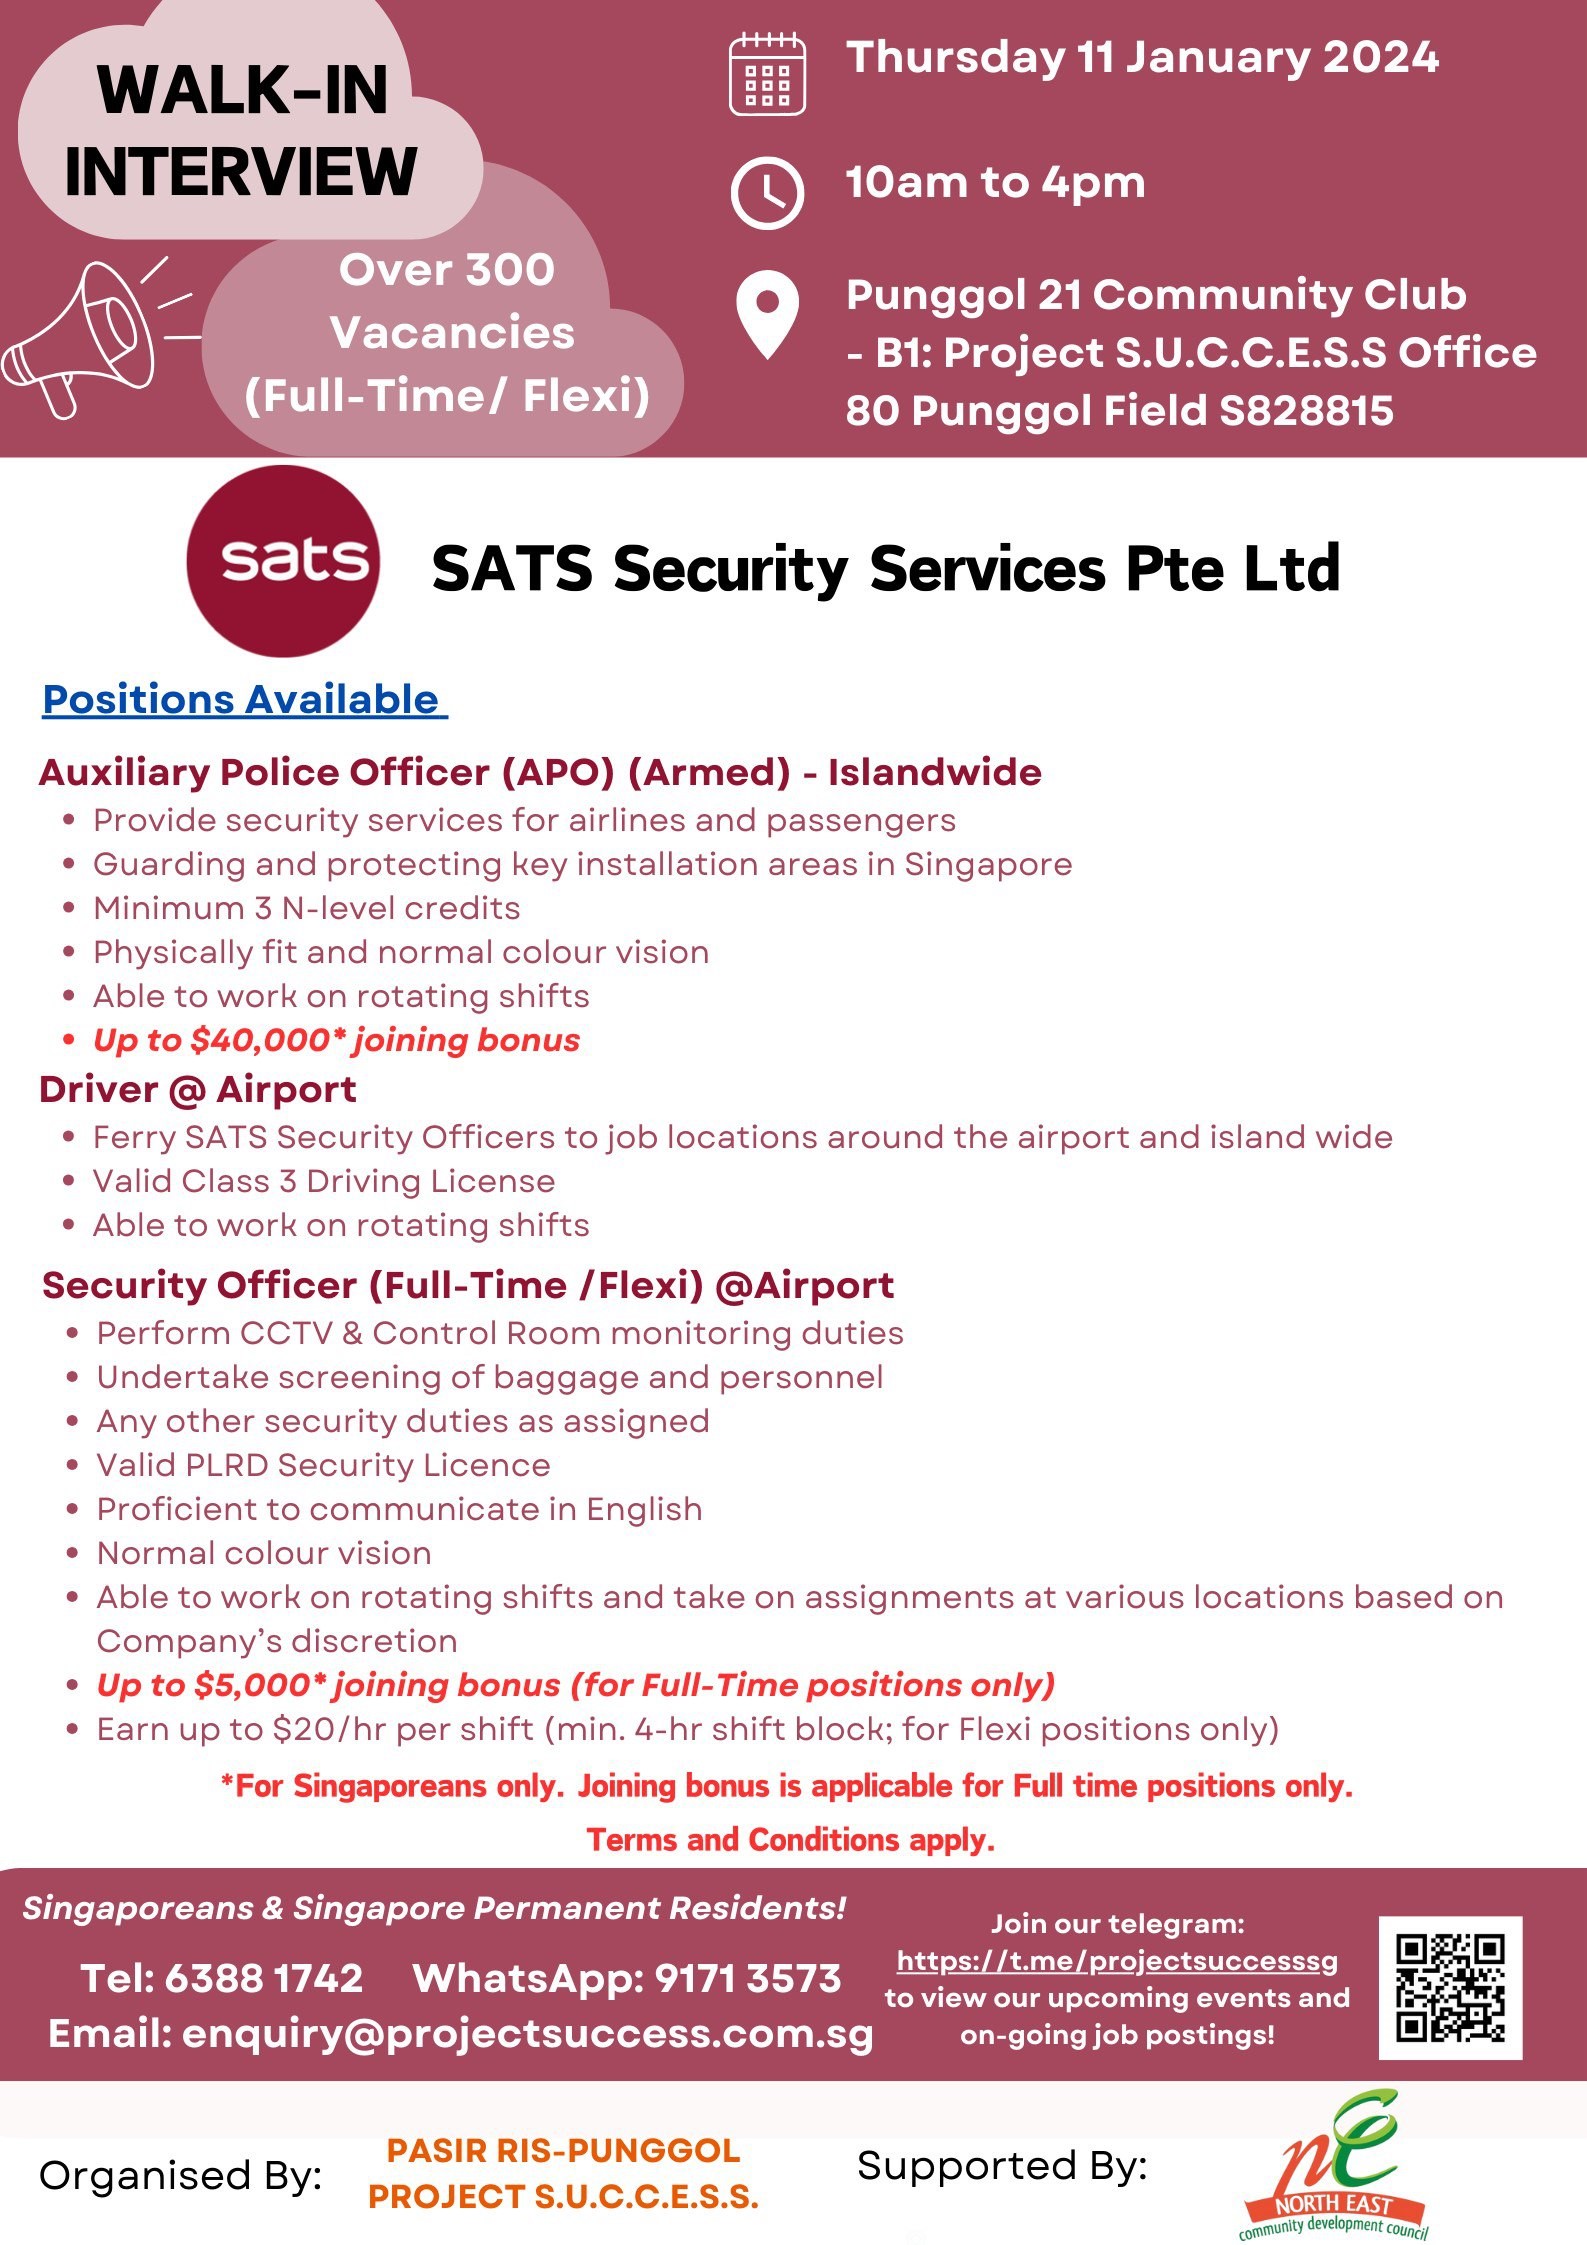 WALK-IN
INTERVIEW
Over 300
Vacancies
(Full-Time/ Flexi)
Thursday 11 January 2024
10am to 4pm
Punggol 21 Community Club
- B1: Project S.U.C.C.E.S.S Office
80 Punggol Field S828815
sats
SATS Security Services Pte Ltd
Positions Available
Auxiliary Police Officer (APO) (Armed) - Islandwide
• Provide security services for airlines and passengers
• Guarding and protecting key installation areas in Singapore
• Minimum 3 N-level credits
• Physically fit and normal colour vision
• Able to work on rotating shifts
• Up to $40,000* joining bonus
Driver @ Airport
• Ferry SATS Security Officers to job locations around the airport and island wide
• Valid Class 3 Driving License
• Able to work on rotating shifts
Security Officer (Full-Time /Flexi) @Airport
• Perform CCTV & Control Room monitoring duties
• Undertake screening of baggage and personnel
• Any other security duties as assigned
• Valid PLRD Security Licence
• Proficient to communicate in English
• Normal colour vision
• Able to work on rotating shifts and take on assignments at various locations based on
Company's discretion
• Up to $5,000* joining bonus (for Full-Time positions only)
• Earn up to $20/hr per shift (min. 4-hr shift block; for Flexi positions only)
*For Singaporeans only. Joining bonus is applicable for Full time positions only.
Terms and Conditions apply.
Singaporeans & Singapore Permanent Residents!
Tel: 6388 1742 WhatsApp: 9171 3573
Email: enquiry@projectsuccess.com.sg
Join our telegram:
https://t.me/projectsuccesssg
to view our upcoming events and
on-going job postings!
Organised By:
PASIR RIS-PUNGGOL
PROJECT S.U.C.C.E.S.S.
Supported By:
NE
NORTH EAST
community development council